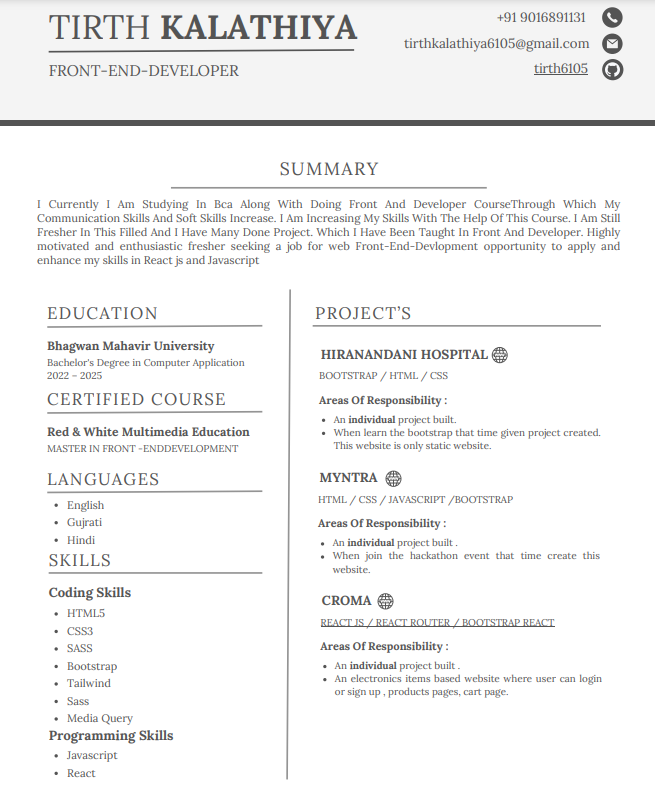 TIRTH KALATHIYA
FRONT-END-DEVELOPER
+91 9016891131
tirthkalathiya6105@gmail.com
tirth6105
SUMMARY
I Currently I Am Studying In Bca Along With Doing Front And Developer CourseThrough Which My
Communication Skills And Soft Skills Increase. I Am Increasing My Skills With The Help Of This Course. I Am Still
Fresher In This Filled And I Have Many Done Project. Which I Have Been Taught In Front And Developer. Highly
motivated and enthusiastic fresher seeking a job for web Front-End-Devlopment opportunity to apply and
enhance my skills in React js and Javascript
EDUCATION
Bhagwan Mahavir University
Bachelor's Degree in Computer Application
2022 – 2025
CERTIFIED COURSE
Red & White Multimedia Education
MASTER IN FRONT -ENDDEVELOPMENT
LANGUAGES
• English
• Gujrati
• Hindi
SKILLS
Coding Skills
• HTML5
• CSS3
• SASS
• Bootstrap
• Tailwind
• Sass
• Media Query
Programming Skills
• Javascript
• React
PROJECT'S
HIRANANDANI HOSPITAL
BOOTSTRAP / HTML / CSS
Areas Of Responsibility :
• An individual project built.
• When learn the bootstrap that time given project created.
This website is only static website.
MYNTRA
HTML / CSS / JAVASCRIPT /BOOTSTRAP
Areas Of Responsibility :
• An individual project built .
• When join the hackathon event that time create this
website.
CROMA
REACT JS / REACT ROUTER / BOOTSTRAP REACT
Areas Of Responsibility :
• An individual project built .
• An electronics items based website where user can login
or sign up , products pages, cart page.